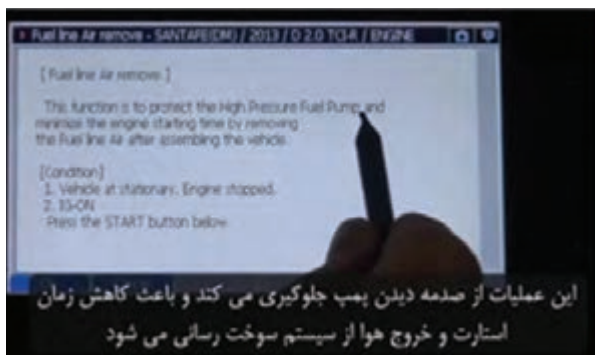 Fuel line Air remove - SANTAFE(DM) / 2013 / D 2.0 TCI-R / ENGINE
[ Fuel line Air remove ]
This function is to protect the High Pressure Fuel Pump and
minimize the engine starting time by removing
the Fuel line Air after assembling the vehicle.
[Condition]
1. Vehicle at stationary, Engine stopped.
2. IG-ON
Press the START button below
این عملیات از صدمه دیدن پمپ جلوگیری می کند و باعث کاهش زمان
استارت و خروج هوا از سیستم سوخت رسانی می شود